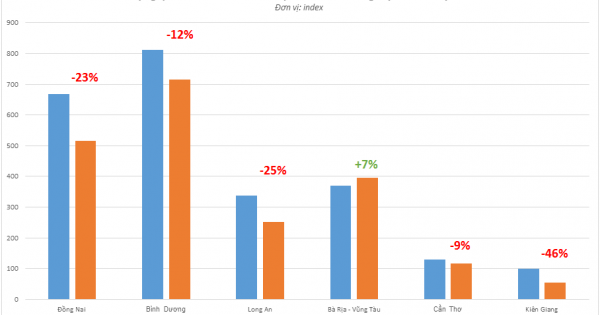 Đơn vị: index
900
800
700
600
500
400
300
200
100
0
-23%
-12%
-25%
+7%
-9%
-46%
Đồng Nai
Bình Dương
Long An
Bà Rịa - Vũng Tàu
Cần Thơ
Kiên Giang